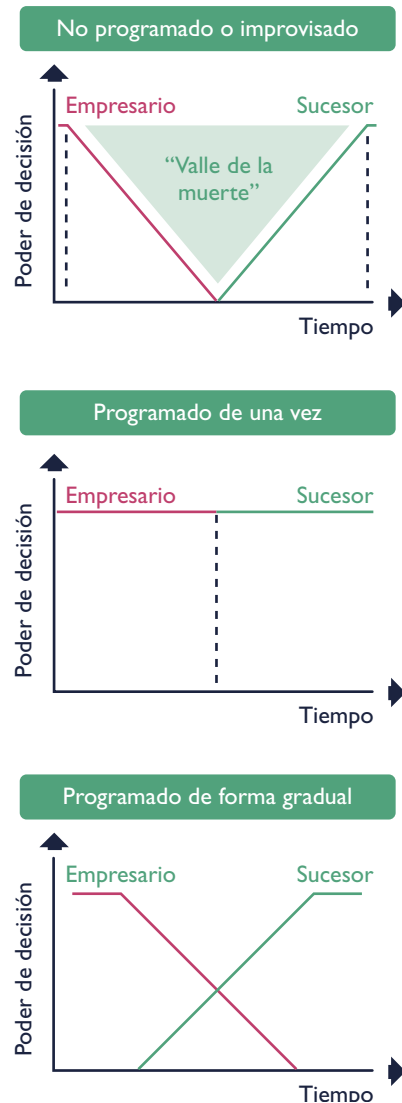 No programado o improvisado
Empresario
Sucesor
“Valle de la
muerte”
Poder de decisión
Tiempo
Programado de una vez
Empresario
Sucesor
Poder de decisión
Tiempo
Programado de forma gradual
Empresario
Sucesor
Poder de decisión
Tiempo